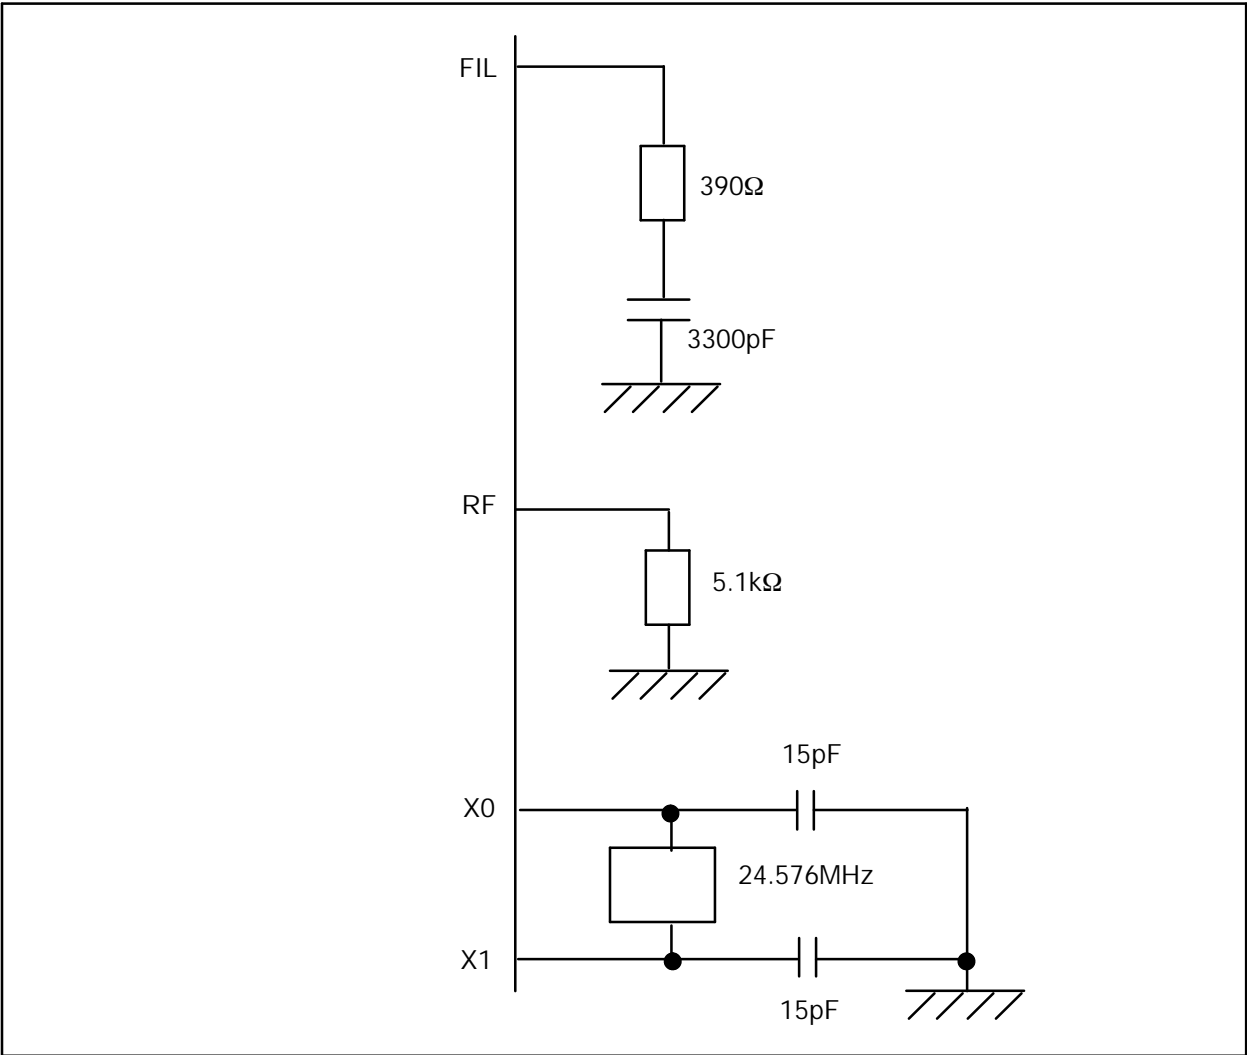 FIL
390Ω
3300pF
RF
5.1kΩ
15pF
X0
24.576MHz
X1
15pF